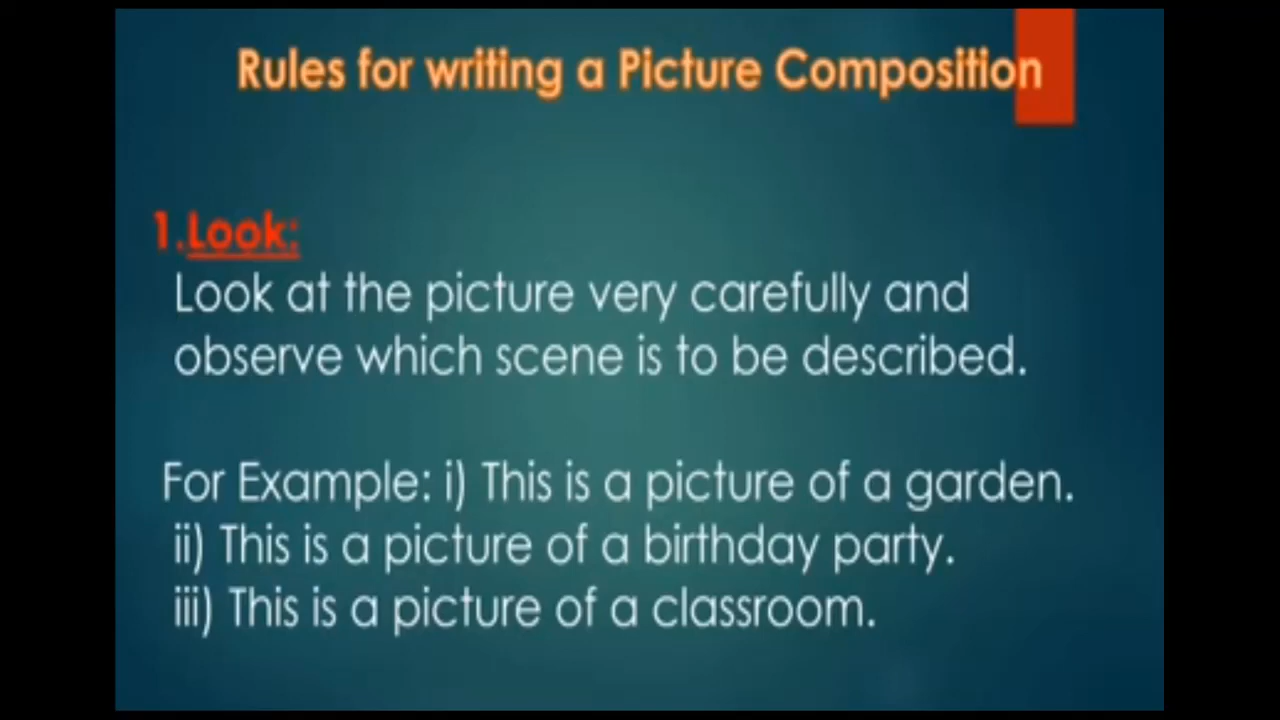 Rules for writing a Picture Composition
1.Look:
Look at the picture very carefully and
observe which scene is to be described.
For Example: i) This is a picture of a garden.
ii) This is a picture of a birthday party.
iii) This is a picture of a classroom.